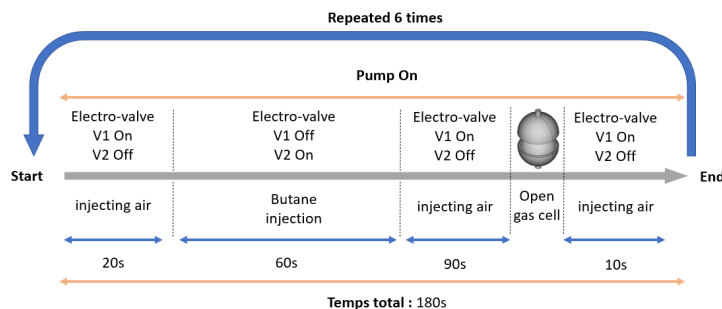 Repeated 6 times
Pump On
Electro-valve
V1 On
V2 Off
Electro-valve
V1 Off
V2 On
Electro-valve
V1 On
V2 Off
Electro-valve
V1 On
V2 Off
Start
End
injecting air
Butane
injection
injecting air
Open
gas cell
injecting air
20s
60s
90s
10s
Temps total : 180s